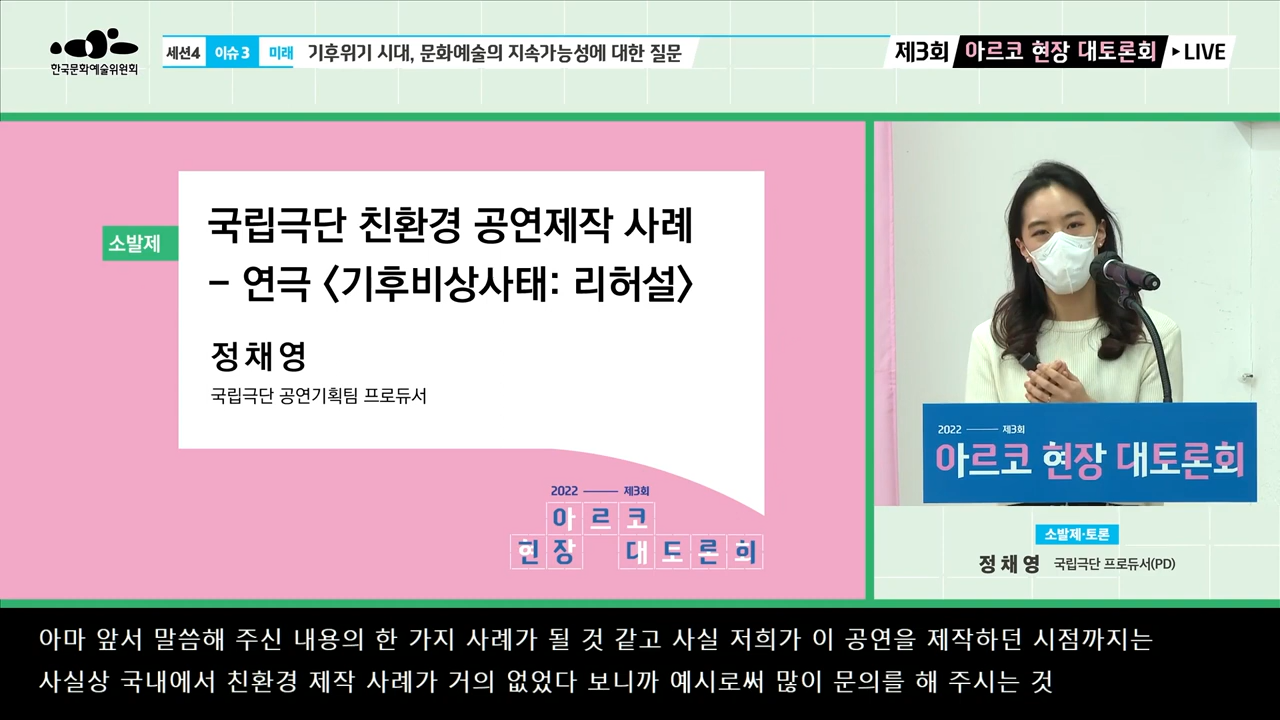 한국문화예술위원회
세션4 이슈 3 미래 기후위기 시대, 문화예술의 지속가능성에 대한 질문
제3회 아르코 현장 대토론회 LIVE
소발제
국립극단 친환경 공연제작 사례
- 연극 〈기후비상사태: 리허설〉
정채영
국립극단 공연기획팀 프로듀서
2022 제3회
아르코
현장 대토론회
2022 제3회
아르코 현장 대토론회
소발제·토론
정채영 국립극단 프로듀서(PD)
아마 앞서 말씀해 주신 내용의 한 가지 사례가 될 것 같고 사실 저희가 이 공연을 제작하던 시점까지는
사실상 국내에서 친환경 제작 사례가 거의 없었다 보니까 예시로써 많이 문의를 해 주시는 것